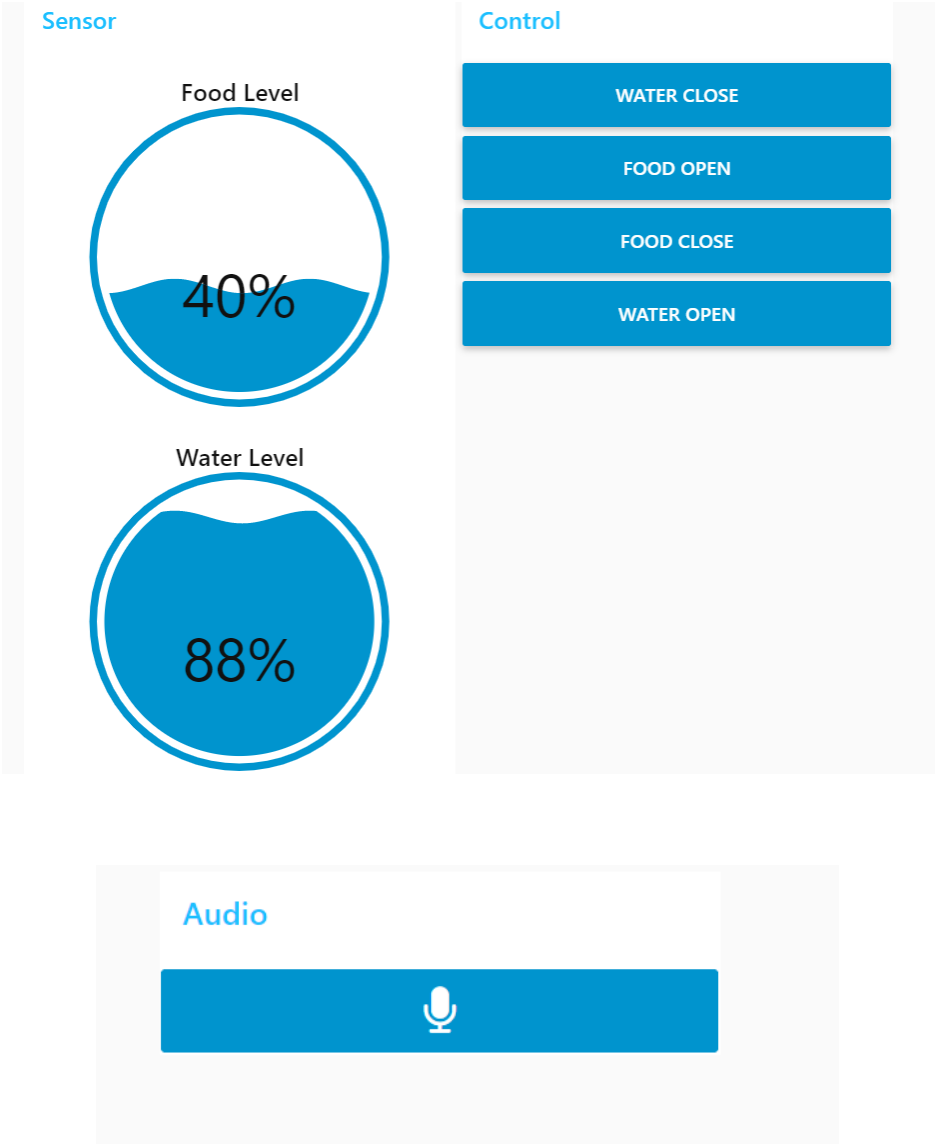 Sensor
Food Level
40%
Water Level
88%
Control
WATER CLOSE
FOOD OPEN
FOOD CLOSE
WATER OPEN
Audio